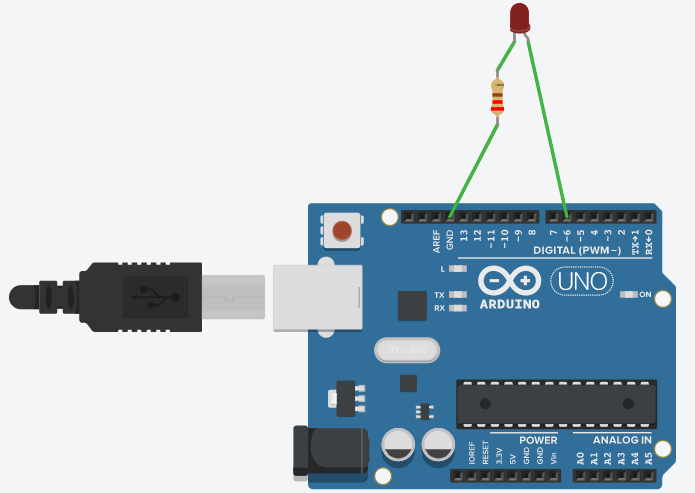 AREF
GND
13
12
~11
~10
~9
8
7
~6
~5
4
~3
2
TX→1
RX←0
DIGITAL (PWM~)
L
TX
RX
UNO
ON
ARDUINO
POWER
ANALOG IN
IOREF
RESET
3.3V
5V
GND
GND
Vin
A0
A1
A2
A3
A4
A5